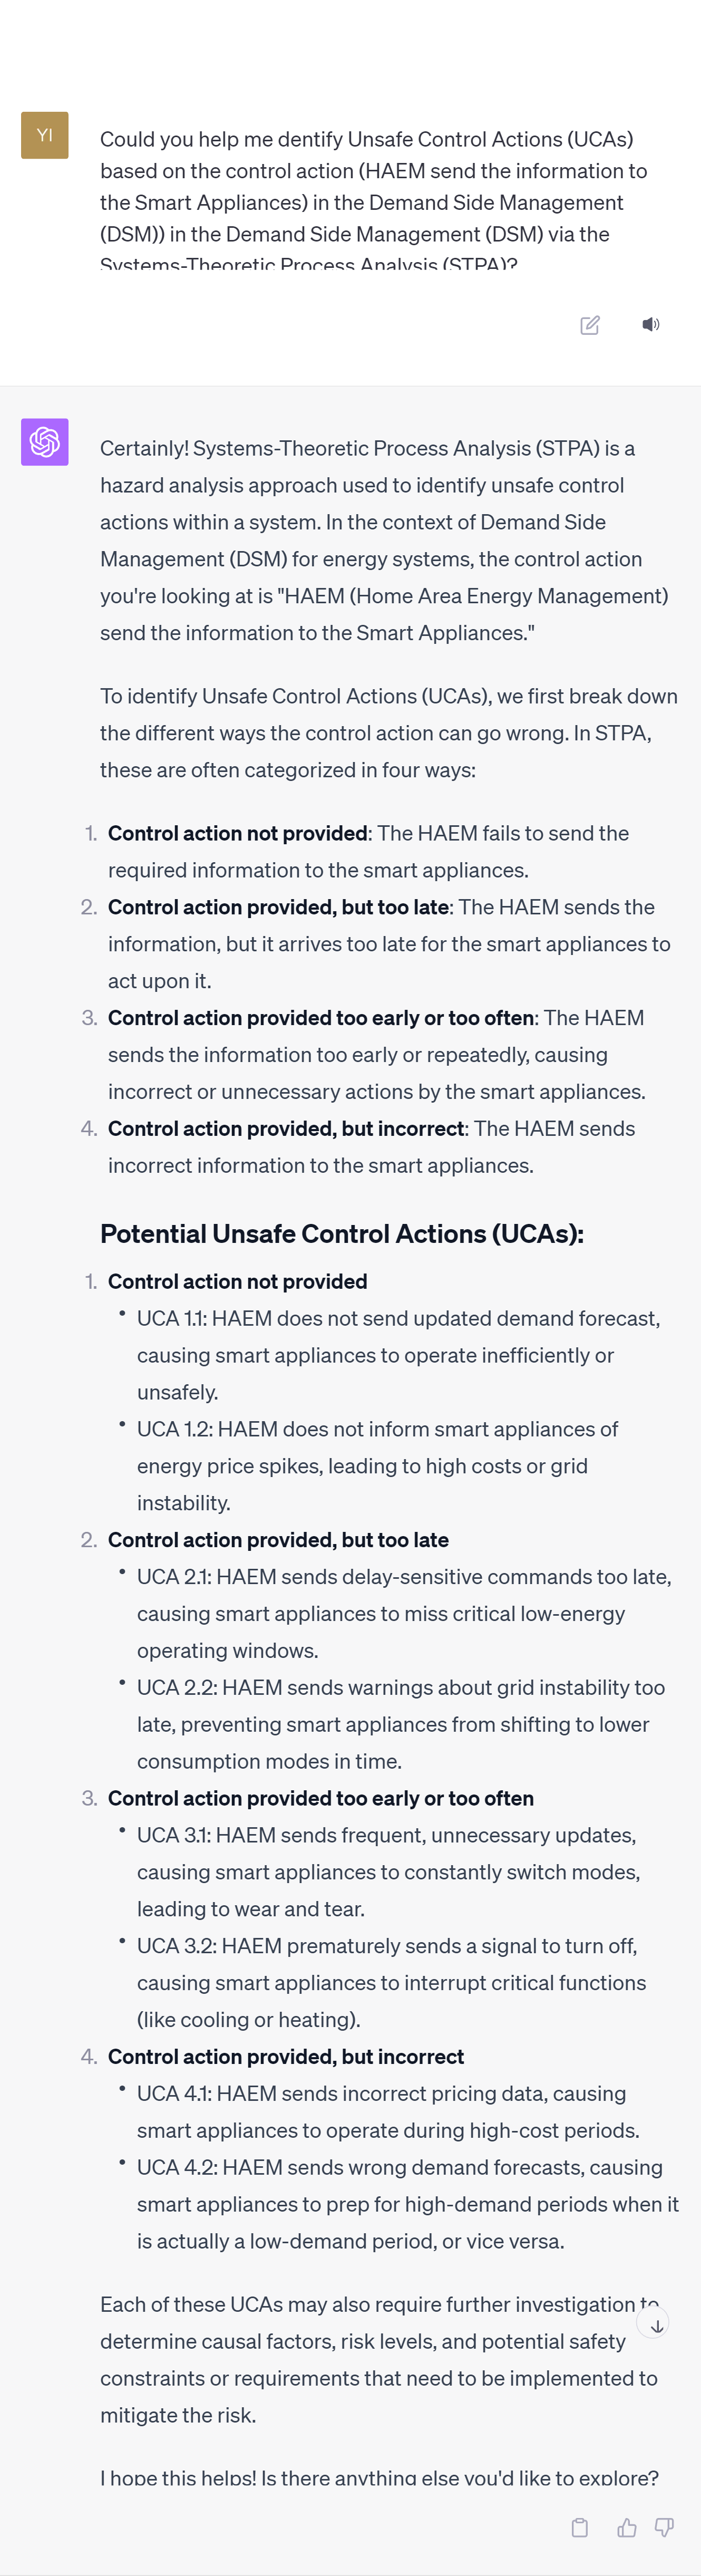 YI
Could you help me dentify Unsafe Control Actions (UCAs)
based on the control action (HAEM send the information to
the Smart Appliances) in the Demand Side Management
(DSM)) in the Demand Side Management (DSM) via the
Systems-Theoretic Process Analysis (STPA)?
Certainly! Systems-Theoretic Process Analysis (STPA) is a
hazard analysis approach used to identify unsafe control
actions within a system. In the context of Demand Side
Management (DSM) for energy systems, the control action
you're looking at is "HAEM (Home Area Energy Management)
send the information to the Smart Appliances."
To identify Unsafe Control Actions (UCAs), we first break down
the different ways the control action can go wrong. In STPA,
these are often categorized in four ways:
1. Control action not provided: The HAEM fails to send the
required information to the smart appliances.
2. Control action provided, but too late: The HAEM sends the
information, but it arrives too late for the smart appliances to
act upon it.
3. Control action provided too early or too often: The HAEM
sends the information too early or repeatedly, causing
incorrect or unnecessary actions by the smart appliances.
4. Control action provided, but incorrect: The HAEM sends
incorrect information to the smart appliances.
Potential Unsafe Control Actions (UCAs):
1. Control action not provided
• UCA 1.1: HAEM does not send updated demand forecast,
causing smart appliances to operate inefficiently or
unsafely.
• UCA 1.2: HAEM does not inform smart appliances of
energy price spikes, leading to high costs or grid
instability.
2. Control action provided, but too late
• UCA 2.1: HAEM sends delay-sensitive commands too late,
causing smart appliances to miss critical low-energy
operating windows.
• UCA 2.2: HAEM sends warnings about grid instability too
late, preventing smart appliances from shifting to lower
consumption modes in time.
3. Control action provided too early or too often
• UCA 3.1: HAEM sends frequent, unnecessary updates,
causing smart appliances to constantly switch modes,
leading to wear and tear.
• UCA 3.2: HAEM prematurely sends a signal to turn off,
causing smart appliances to interrupt critical functions
(like cooling or heating).
4. Control action provided, but incorrect
• UCA 4.1: HAEM sends incorrect pricing data, causing
smart appliances to operate during high-cost periods.
• UCA 4.2: HAEM sends wrong demand forecasts, causing
smart appliances to prep for high-demand periods when it
is actually a low-demand period, or vice versa.
Each of these UCAs may also require further investigation to
determine causal factors, risk levels, and potential safety
constraints or requirements that need to be implemented to
mitigate the risk.
I hope this helps! Is there anything else you'd like to explore?